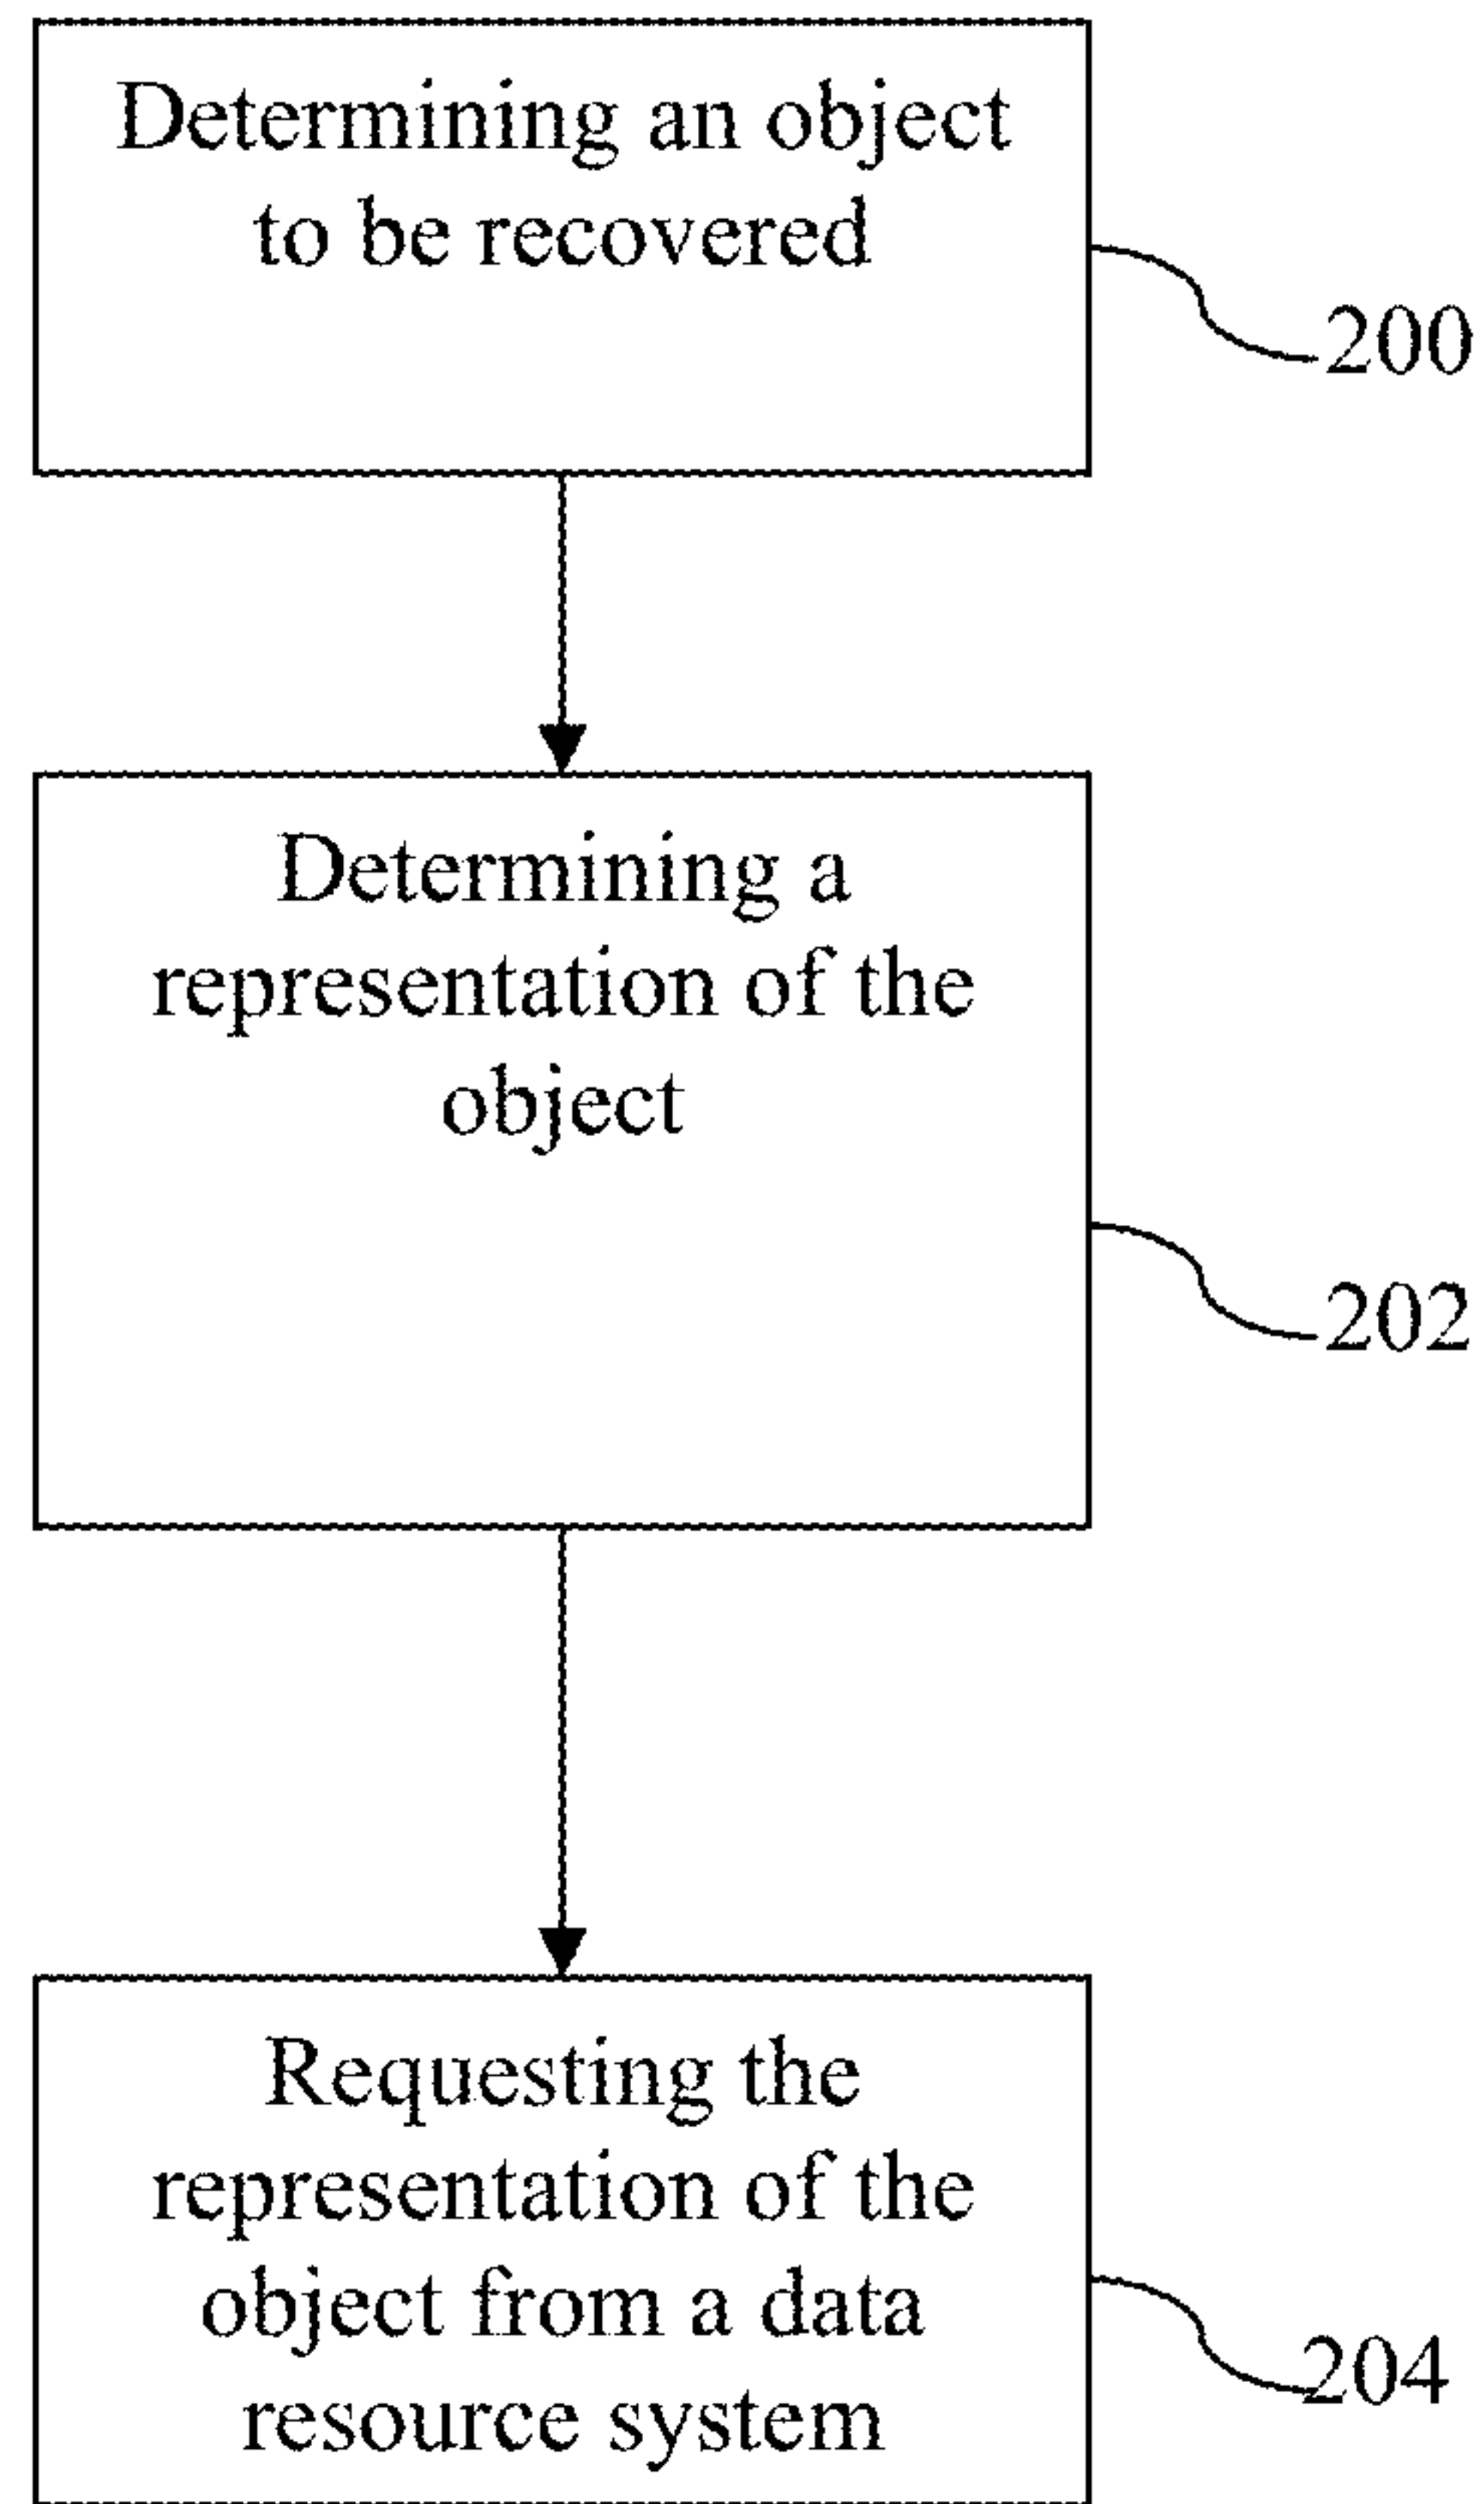 Determining an object
to be recovered
200
Determining a
representation of the
object
202
Requesting the
representation of the
object from a data
resource system
204